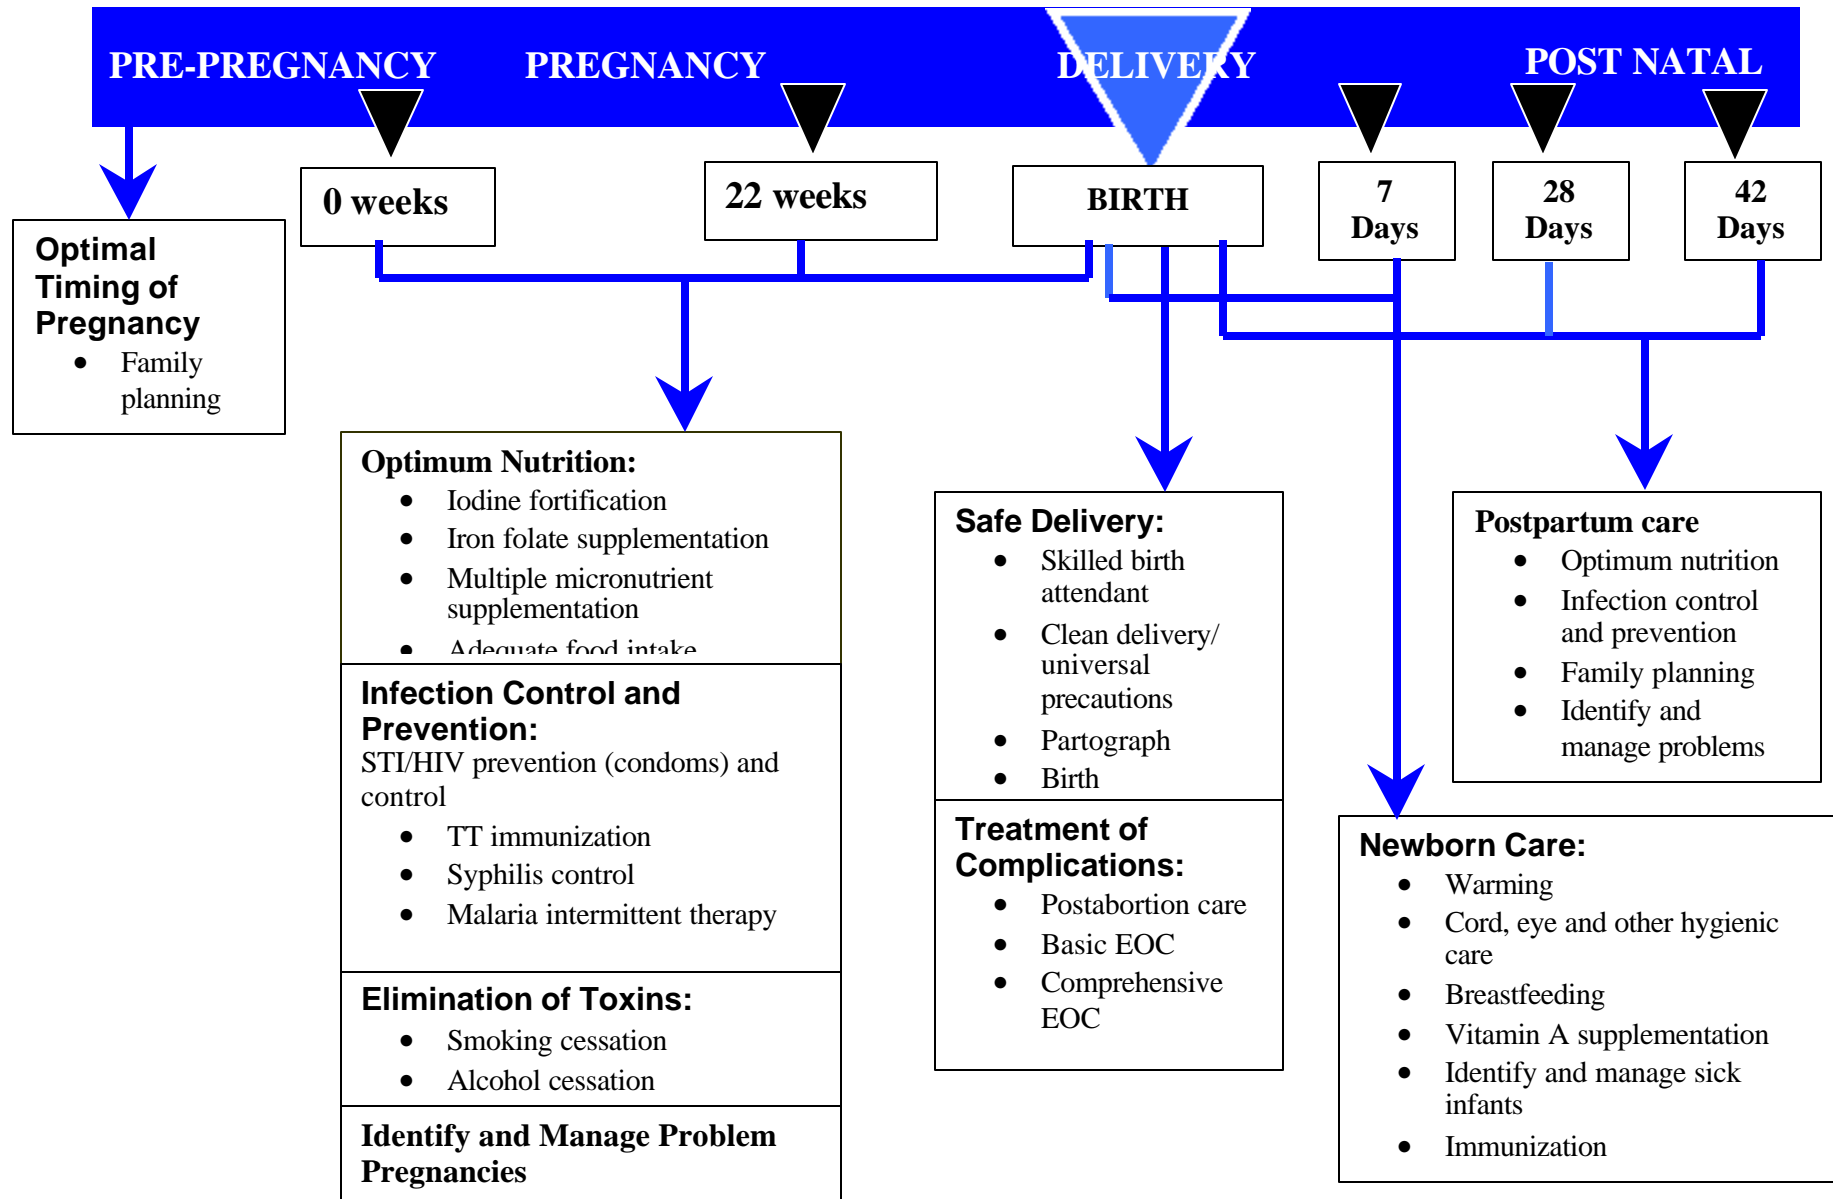 PRE-PREGNANCY
PREGNANCY
DELIVERY
POST NATAL
0 weeks
22 weeks
BIRTH
7
Days
28
Days
42
Days
Optimal
Timing of
Pregnancy
• Family
planning
Optimum Nutrition:
• Iodine fortification
• Iron folate supplementation
• Multiple micronutrient
supplementation
• Adequate food intake
Infection Control and
Prevention:
STI/HIV prevention (condoms) and
control
• TT immunization
• Syphilis control
• Malaria intermittent therapy
Elimination of Toxins:
• Smoking cessation
• Alcohol cessation
Identify and Manage Problem
Pregnancies
Safe Delivery:
• Skilled birth
attendant
• Clean delivery/
universal
precautions
• Partograph
• Birth
Treatment of
Complications:
• Postabortion care
• Basic EOC
• Comprehensive
EOC
Postpartum care
• Optimum nutrition
• Infection control
and prevention
• Family planning
• Identify and
manage problems
Newborn Care:
• Warming
• Cord, eye and other hygienic
care
• Breastfeeding
• Vitamin A supplementation
• Identify and manage sick
infants
• Immunization